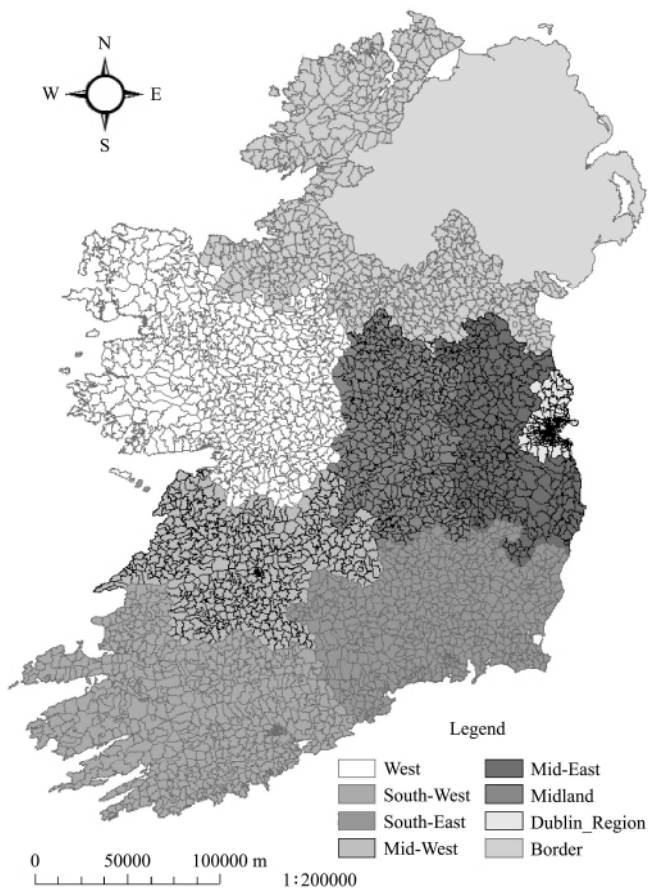 N
W E
S
Legend
West Mid-East
South-West Midland
South-East Dublin_Region
Mid-West Border
0 50000 100000 m
1:200000